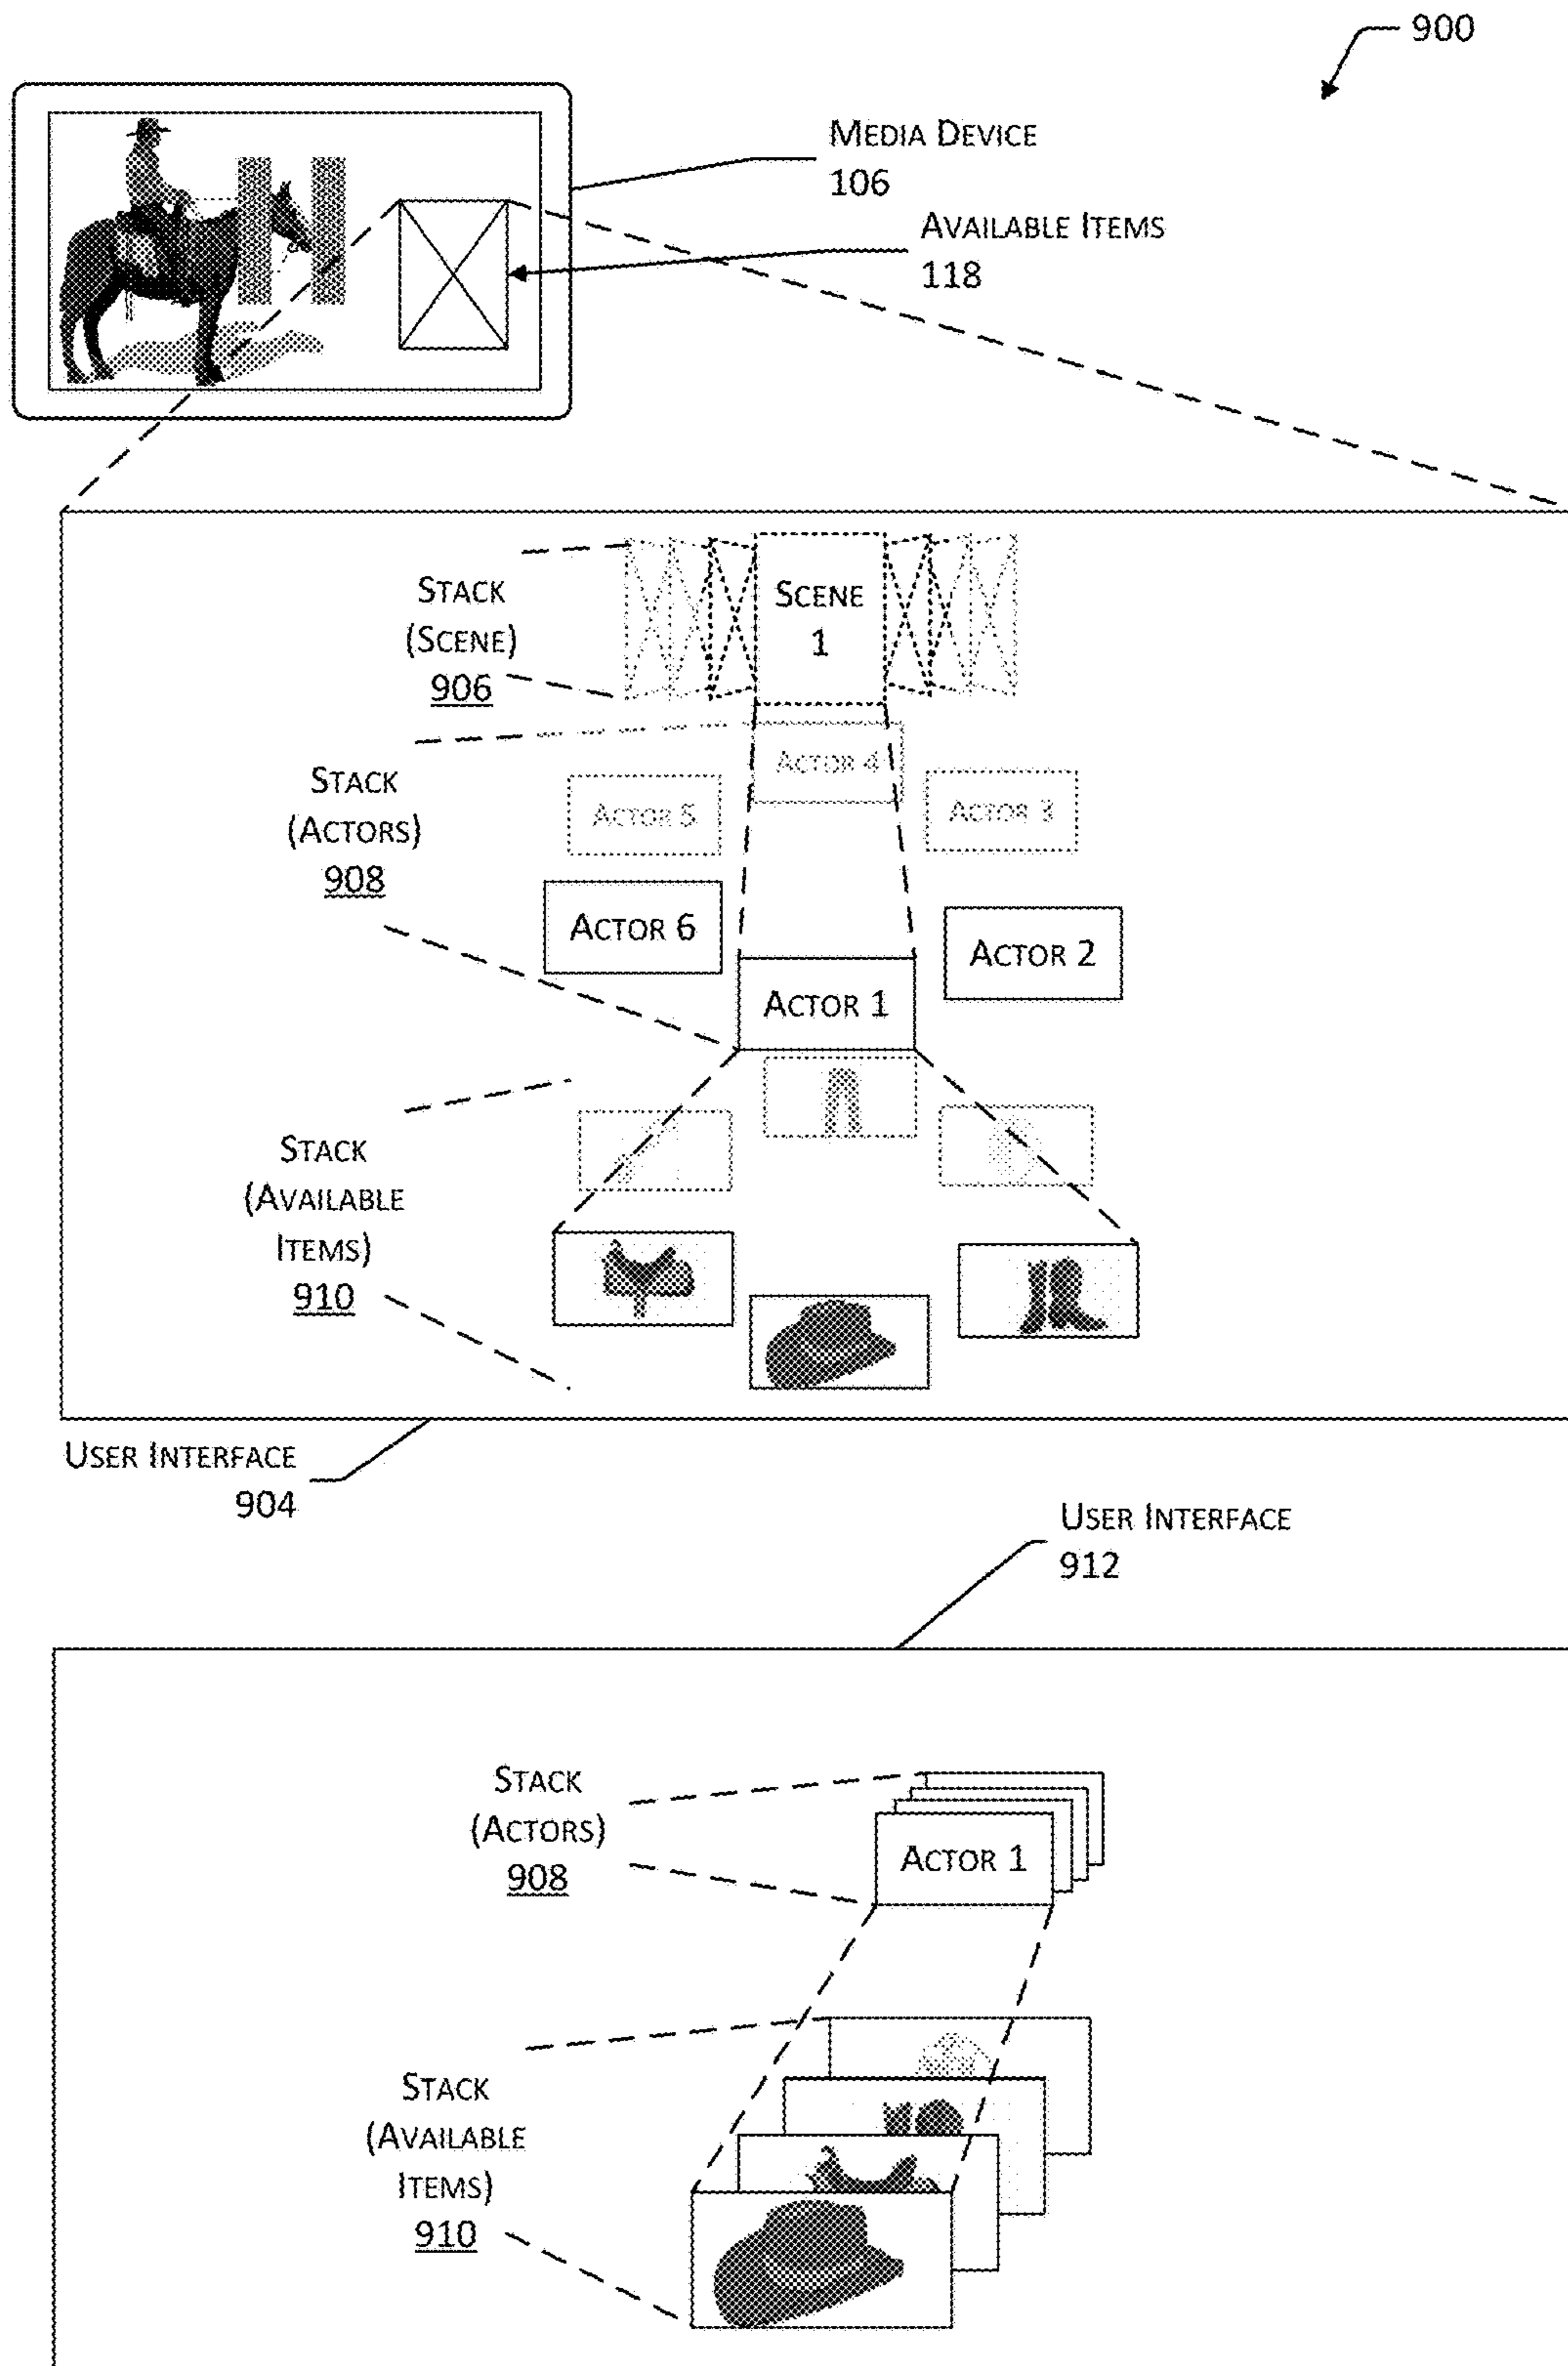 900
MEDIA DEVICE
106
AVAILABLE ITEMS
118
STACK
(SCENE)
906
SCENE
1
STACK
(ACTORS)
908
ACTOR 4
ACTOR 5
ACTOR 3
ACTOR 6
ACTOR 2
ACTOR 1
STACK
(AVAILABLE
ITEMS)
910
USER INTERFACE
904
USER INTERFACE
912
STACK
(ACTORS)
908
ACTOR 1
STACK
(AVAILABLE
ITEMS)
910